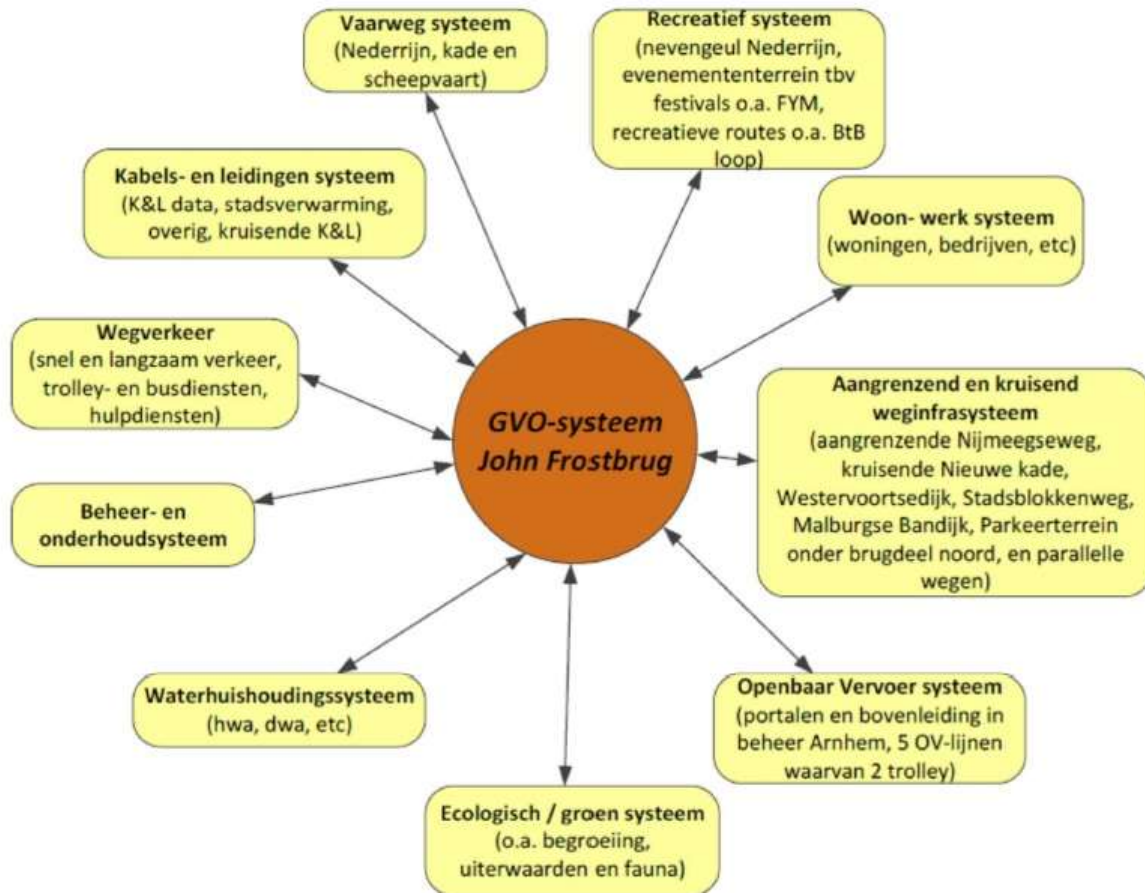 Vaarweg systeem
(Nederrijn, kade en
scheepvaart)
Recreatief systeem
(nevengeul Nederrijn,
evenemententerrein tbv
festivals o.a. FYM,
recreatieve routes o.a. BtB
loop)
Kabels- en leidingen systeem
(K&L data, stadsverwarming,
overig, kruisende K&L)
Woon- werk systeem
(woningen, bedrijven, etc)
Wegverkeer
(snel en langzaam verkeer,
trolley- en busdiensten,
hulpdiensten)
GVO-systeem
John Frostbrug
Aangrenzend en kruisend
weginfrasysteem
(aangrenzende Nijmeegseweg,
kruisende Nieuwe kade,
Westervoortsedijk, Stadsblokkenweg,
Malburgse Bandijk, Parkeerterrein
onder brugdeel noord, en parallelle
wegen)
Beheer- en
onderhoudsysteem
Waterhuishoudingssysteem
(hwa, dwa, etc)
Openbaar Vervoer systeem
(portalen en bovenleiding in
beheer Arnhem, 5 OV-lijnen
waarvan 2 trolley)
Ecologisch / groen systeem
(o.a. begroeiing,
uiterwaarden en fauna)